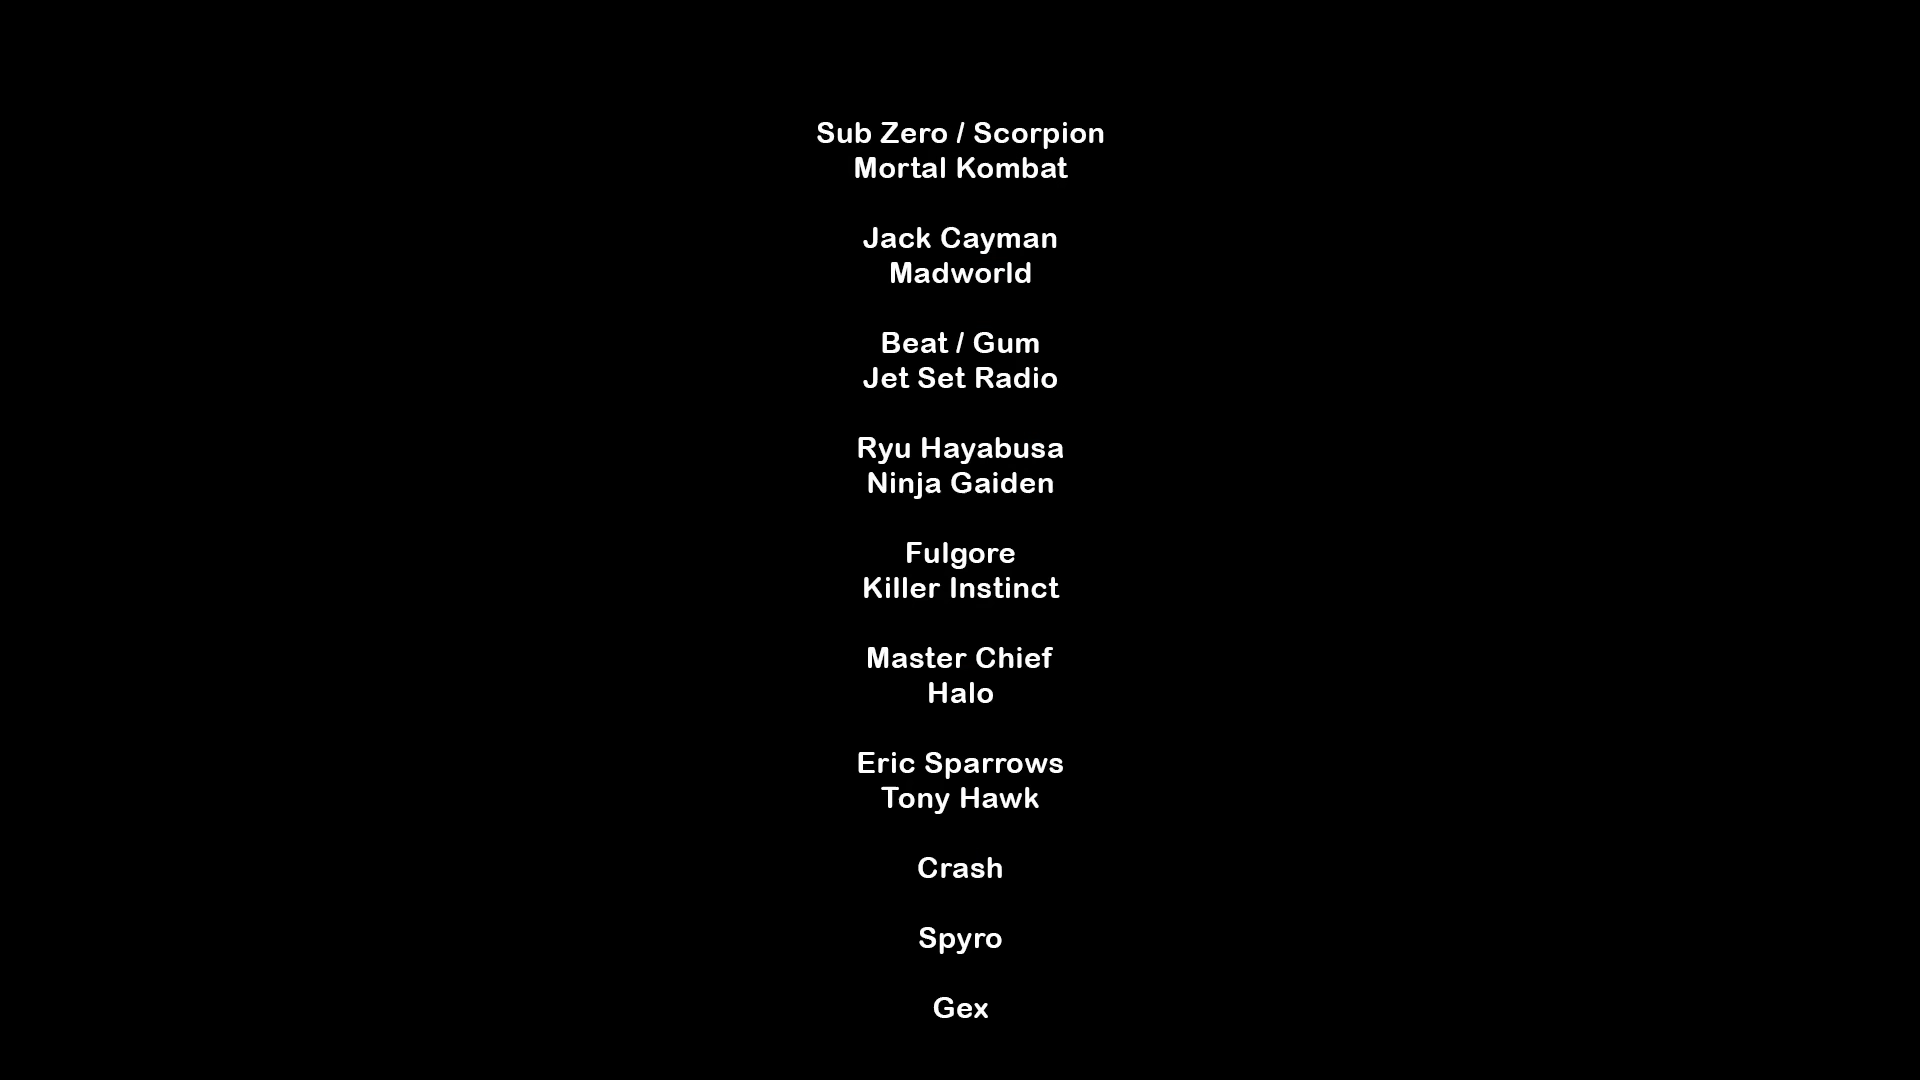 Sub Zero / Scorpion
Mortal Kombat
Jack Cayman
Madworld
Beat / Gum
Jet Set Radio
Ryu Hayabusa
Ninja Gaiden
Fulgore
Killer Instinct
Master Chief
Halo
Eric Sparrows
Tony Hawk
Crash
Spyro
Gex